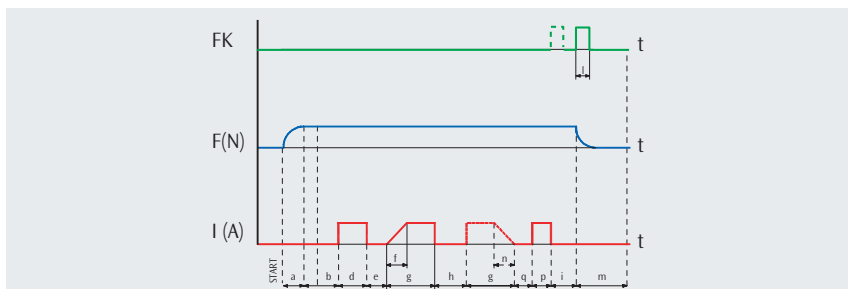 FK t
l
F(N) t
I (A) t
f n
START a b d e g h g q p i m